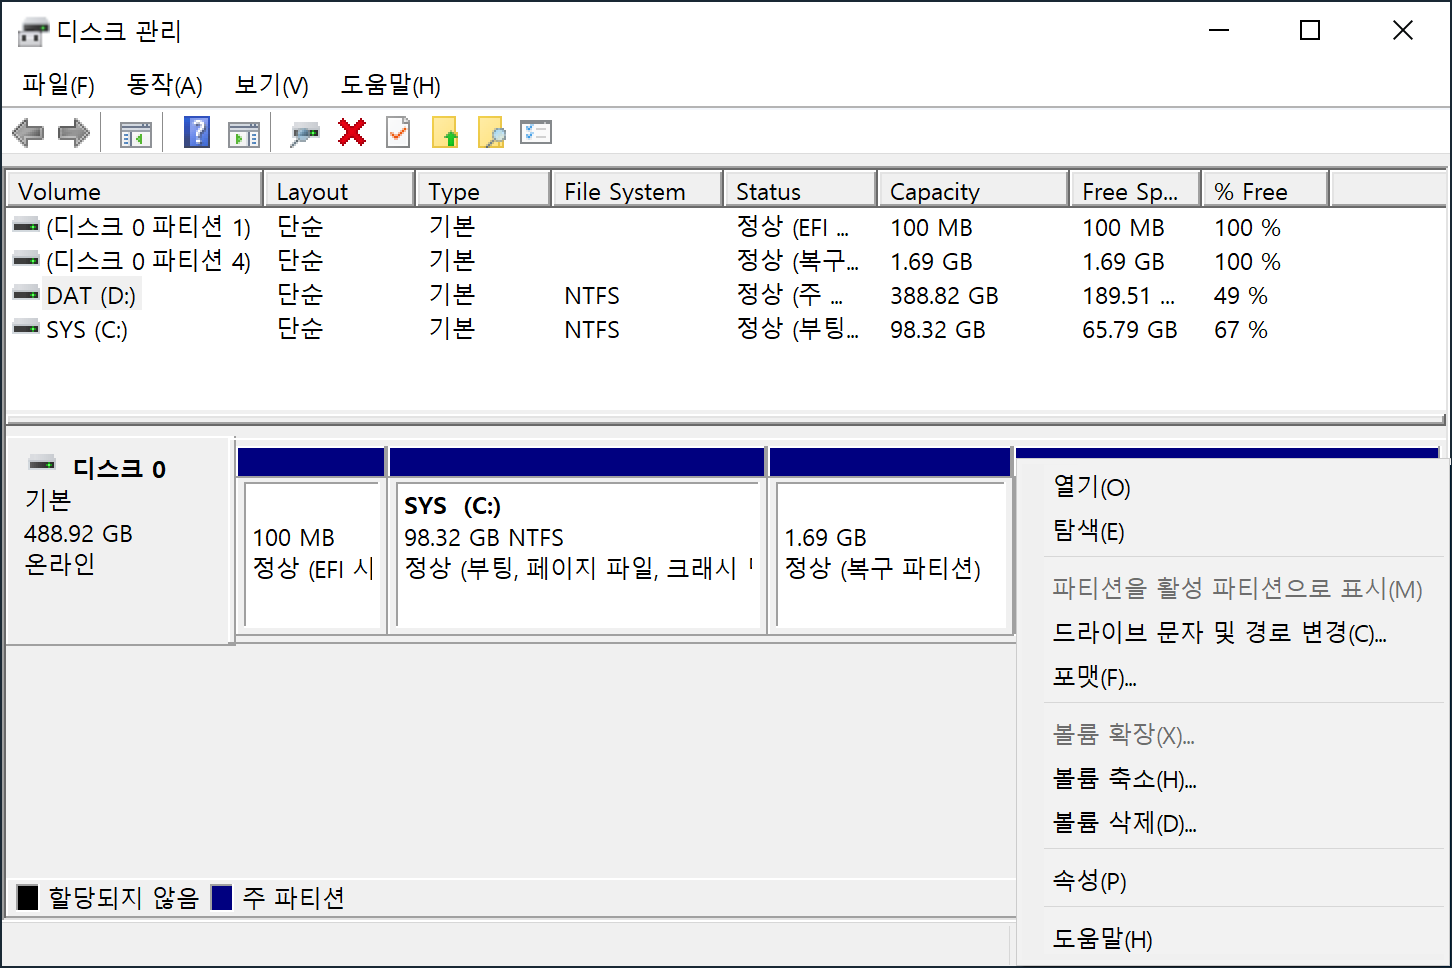 디스크 관리
파일(F) 동작(A) 보기(V) 도움말(H)
Volume Layout Type File System Status Capacity Free Sp... % Free
(디스크 0 파티션 1) 단순 기본 정상 (EFI ... 100 MB 100 MB 100 %
(디스크 0 파티션 4) 단순 기본 정상 (복구... 1.69 GB 1.69 GB 100 %
DAT (D:) 단순 기본 NTFS 정상 (주 ... 388.82 GB 189.51 ... 49 %
SYS (C:) 단순 기본 NTFS 정상 (부팅... 98.32 GB 65.79 GB 67 %
디스크 0
기본
488.92 GB
온라인
100 MB
정상 (EFI 시
SYS (C:)
98.32 GB NTFS
정상 (부팅, 페이지 파일, 크래시
1.69 GB
정상 (복구 파티션)
열기(O)
탐색(E)
파티션을 활성 파티션으로 표시(M)
드라이브 문자 및 경로 변경(C)...
포맷(F)...
볼륨 확장(X)...
볼륨 축소(H)...
볼륨 삭제(D)...
속성(P)
도움말(H)
할당되지 않음 주 파티션